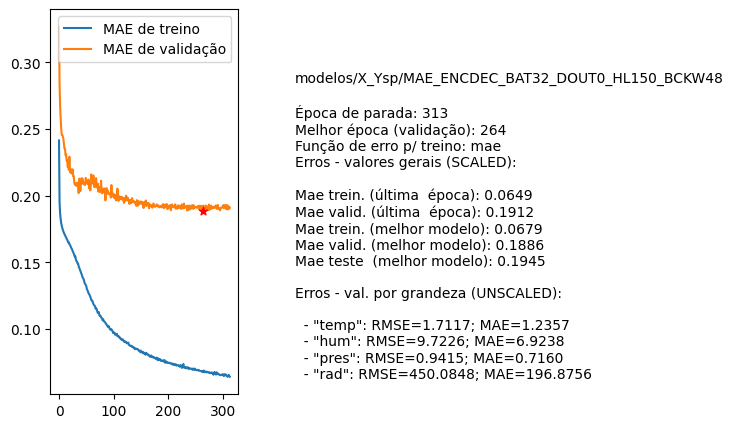 MAE de treino
MAE de validação
0.30
0.25
0.20
0.15
0.10
0
100
200
300
modelos/X_Ysp/MAE_ENCDEC_BAT32_DOUT0_HL150_BCKW48
Época de parada: 313
Melhor época (validação): 264
Função de erro p/ treino: mae
Erros - valores gerais (SCALED):
Mae trein. (última  época): 0.0649
Mae valid. (última  época): 0.1912
Mae trein. (melhor modelo): 0.0679
Mae valid. (melhor modelo): 0.1886
Mae teste  (melhor modelo): 0.1945
Erros - val. por grandeza (UNSCALED):
- "temp": RMSE=1.7117; MAE=1.2357
- "hum": RMSE=9.7226; MAE=6.9238
- "pres": RMSE=0.9415; MAE=0.7160
- "rad": RMSE=450.0848; MAE=196.8756